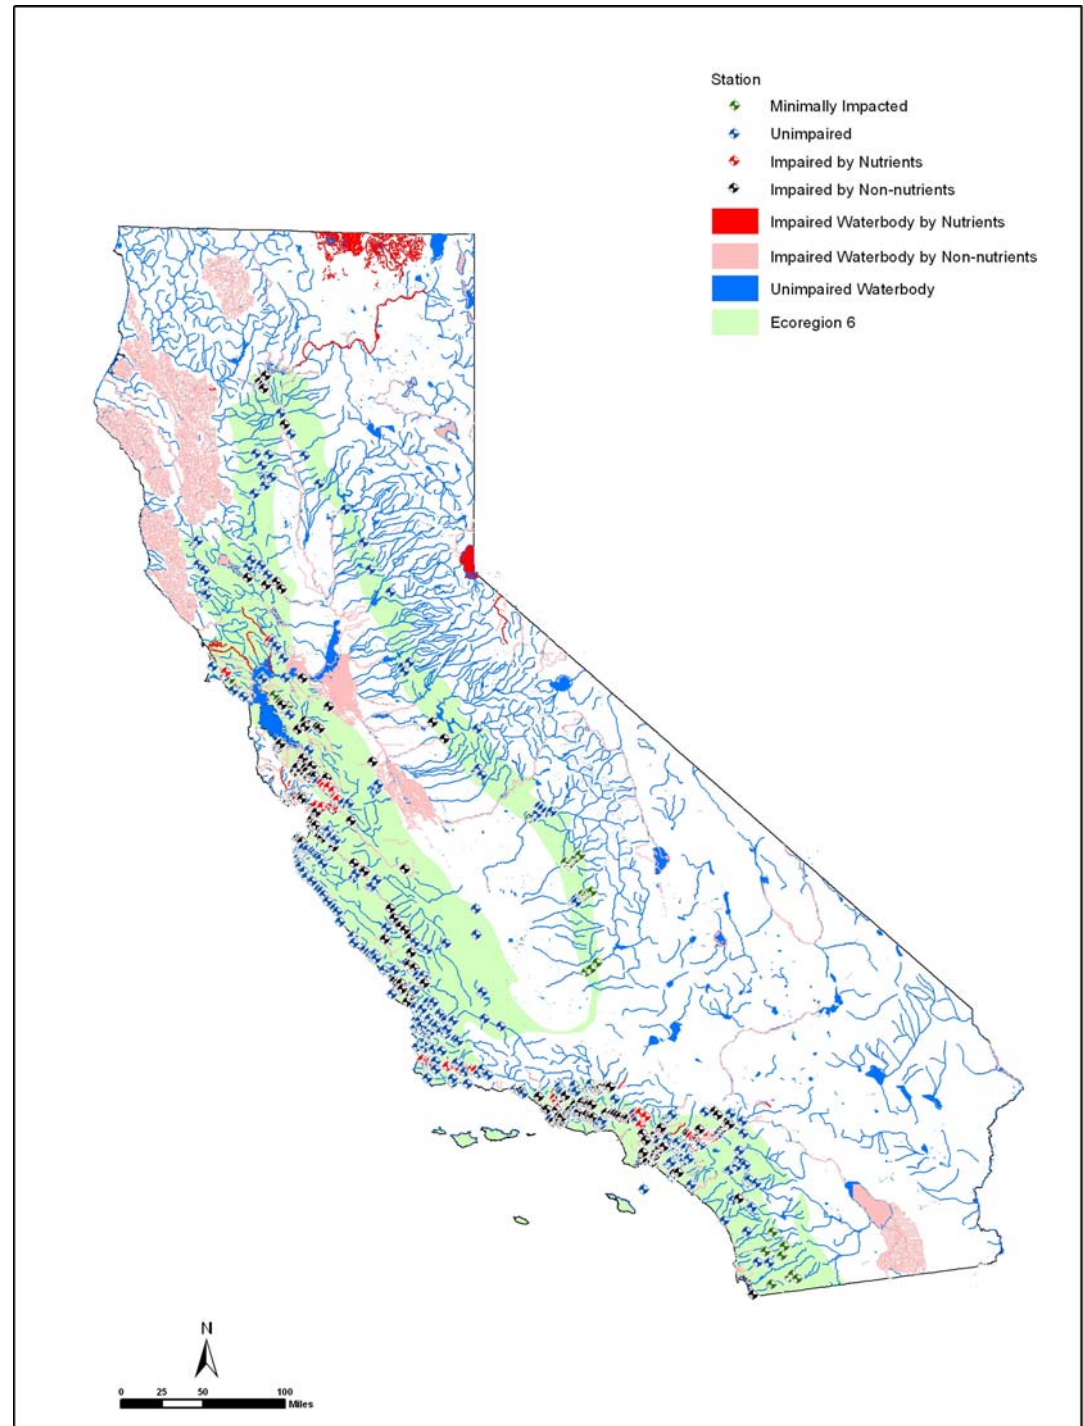 Station
Minimally Impacted
Unimpaired
Impaired by Nutrients
Impaired by Non-nutrients
Impaired Waterbody by Nutrients
Impaired Waterbody by Non-nutrients
Unimpaired Waterbody
Ecoregion 6
N
0 25 50 100
Miles